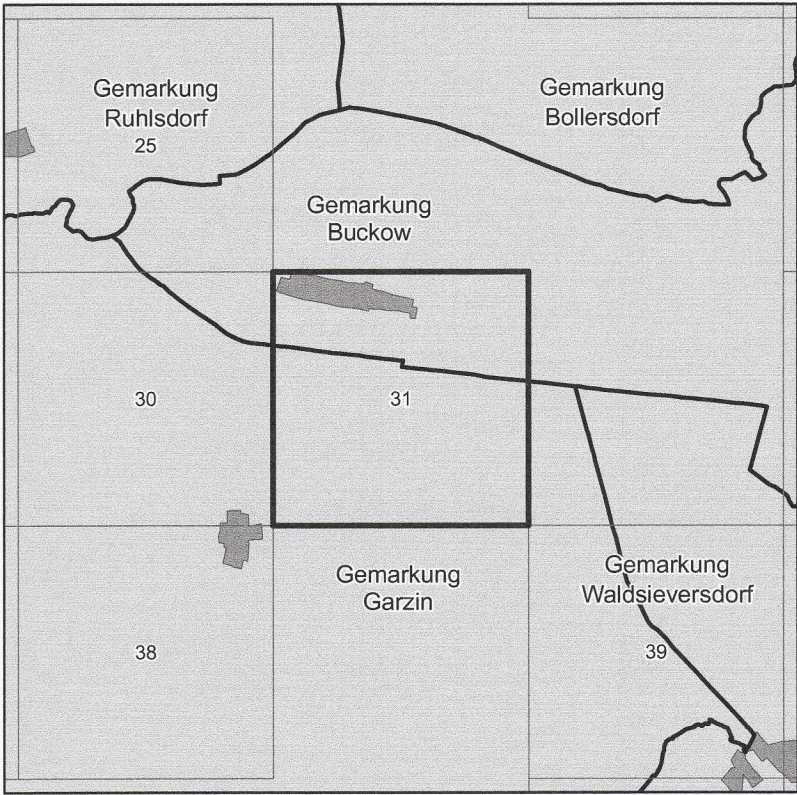 Gemarkung
Ruhlsdorf
25
Gemarkung
Bollersdorf
Gemarkung
Buckow
30
31
Gemarkung
Garzin
Gemarkung
Waldsieversdorf
38
39